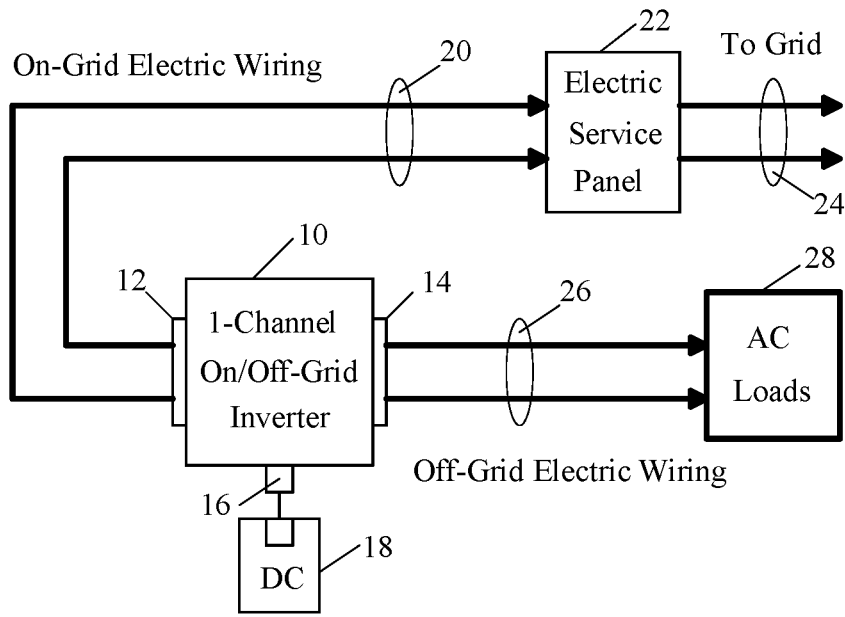 On-Grid Electric Wiring
20
22
To Grid
Electric
Service
Panel
24
10
12
14
1-Channel
On/Off-Grid
Inverter
26
28
AC
Loads
Off-Grid Electric Wiring
16
18
DC